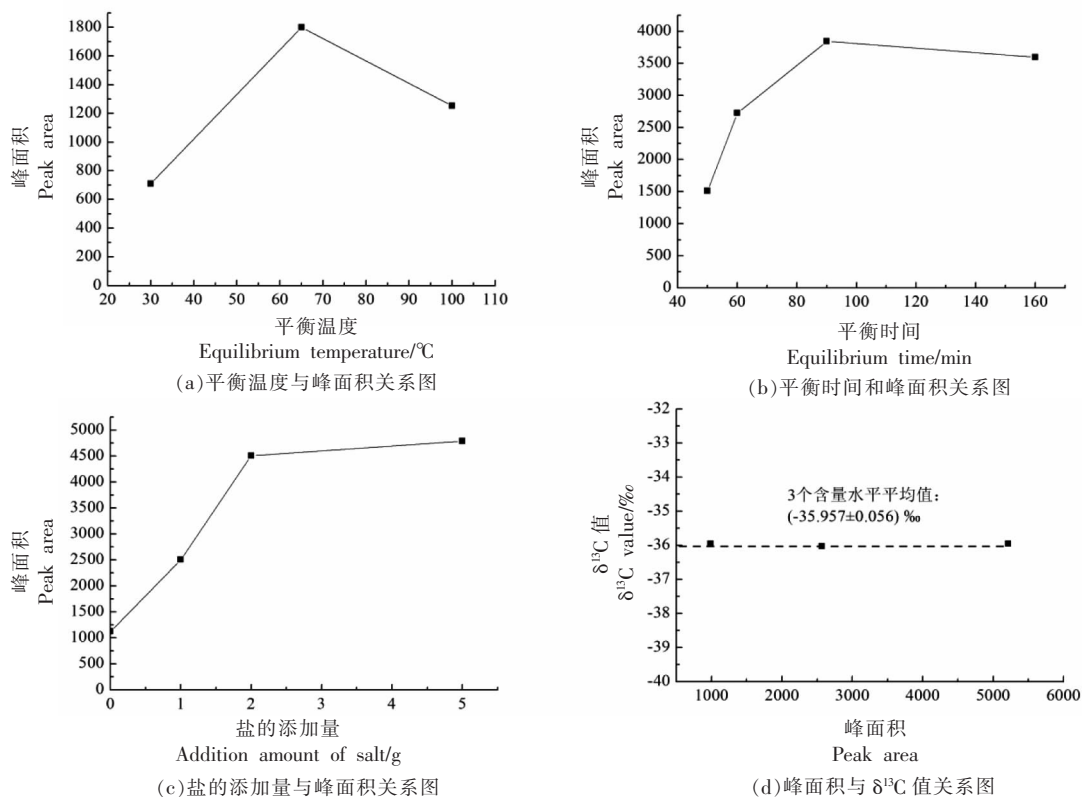 1800
1600
1400
1200
1000
800
600
400
200
0
峰面积
Peak area
20 30 40 50 60 70 80 90 100 110
平衡温度
Equilibrium temperature/℃
(a)平衡温度与峰面积关系图
4000
3500
3000
2500
2000
1500
1000
500
0
峰面积
Peak area
40 60 80 100 120 140 160
平衡时间
Equilibrium time/min
(b)平衡时间和峰面积关系图
5000
4500
4000
3500
3000
2500
2000
1500
1000
500
0
峰面积
Peak area
0 1 2 3 4 5
盐的添加量
Addition amount of salt/g
(c)盐的添加量与峰面积关系图
-32
-33
-34
-35
-36
-37
-38
-39
-40
δ¹³C 值
δ¹³C value/‰
3个含量水平平均值：
(-35.957±0.056) ‰
1000 2000 3000 4000 5000 6000
峰面积
Peak area
(d)峰面积与 δ¹³C 值关系图